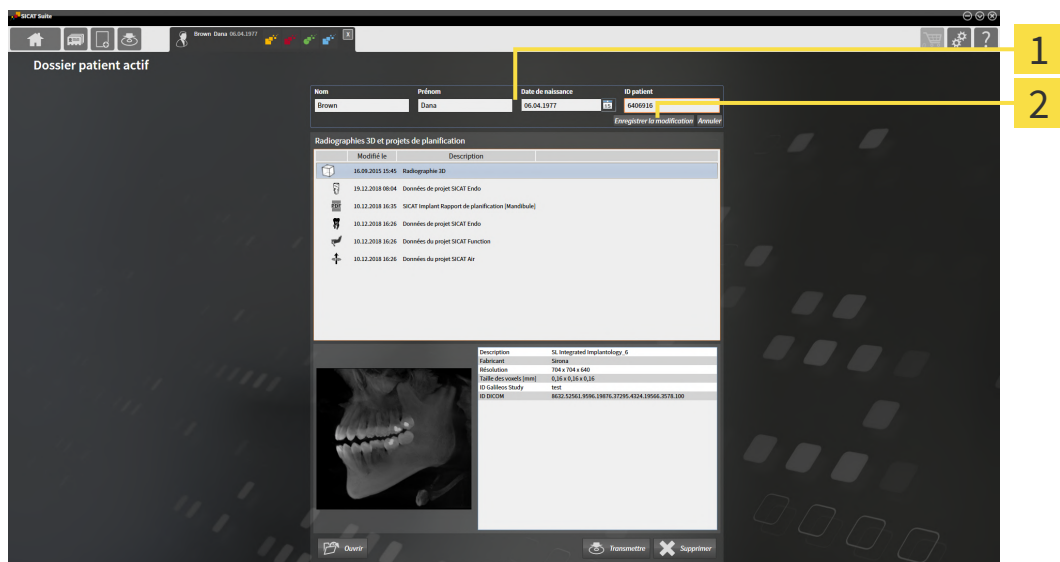 SICAT Suite
Brown Dana 06.04.1977
x
?
1
Dossier patient actif
Nom Prénom Date de naissance ID patient
Brown Dana 06.04.1977 15 6406916
2
Enregistrer la modification Annuler
Radiographies 3D et projets de planification
Modifié le Description
16.09.2015 15:45 Radiographie 3D
19.12.2018 08:04 Données de projet SICAT Endo
PDF 10.12.2018 16:35 SICAT Implant Rapport de planification [Mandibule]
10.12.2018 16:26 Données de projet SICAT Endo
10.12.2018 16:26 Données du projet SICAT Function
10.12.2018 16:26 Données du projet SICAT Air
Description SL Integrated Implantology_6
Fabricant Sirona
Résolution 704 x 704 x 640
Taille des voxels [mm] 0,16 x 0,16 x 0,16
ID Galileos Study test
ID DICOM 8632.52561.9596.19876.37295.4324.19566.3578.100
Ouvrir Transmettre Supprimer